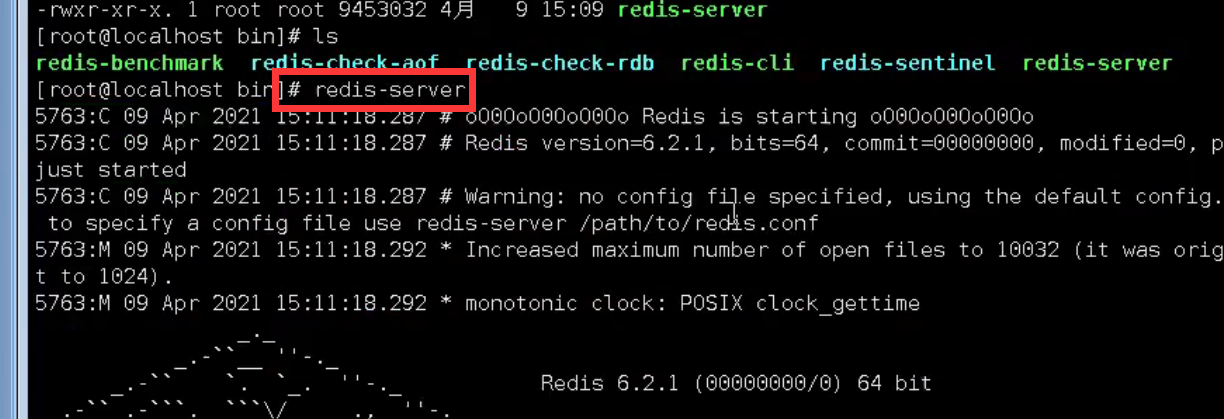 -rwxr-xr-x. 1 root root 9453032 4月   9 15:09 redis-server
[root@localhost bin]# ls
redis-benchmark  redis-check-aof  redis-check-rdb  redis-cli  redis-sentinel  redis-server
[root@localhost bin]# redis-server
5763:C 09 Apr 2021 15:11:18.287 # oO0OoO0OoO0Oo Redis is starting oO0OoO0OoO0Oo
5763:C 09 Apr 2021 15:11:18.287 # Redis version=6.2.1, bits=64, commit=00000000, modified=0, p
just started
5763:C 09 Apr 2021 15:11:18.287 # Warning: no config file specified, using the default config.
to specify a config file use redis-server /path/to/redis.conf
5763:M 09 Apr 2021 15:11:18.292 * Increased maximum number of open files to 10032 (it was orig
t to 1024).
5763:M 09 Apr 2021 15:11:18.292 * monotonic clock: POSIX clock_gettime
Redis 6.2.1 (00000000/0) 64 bit